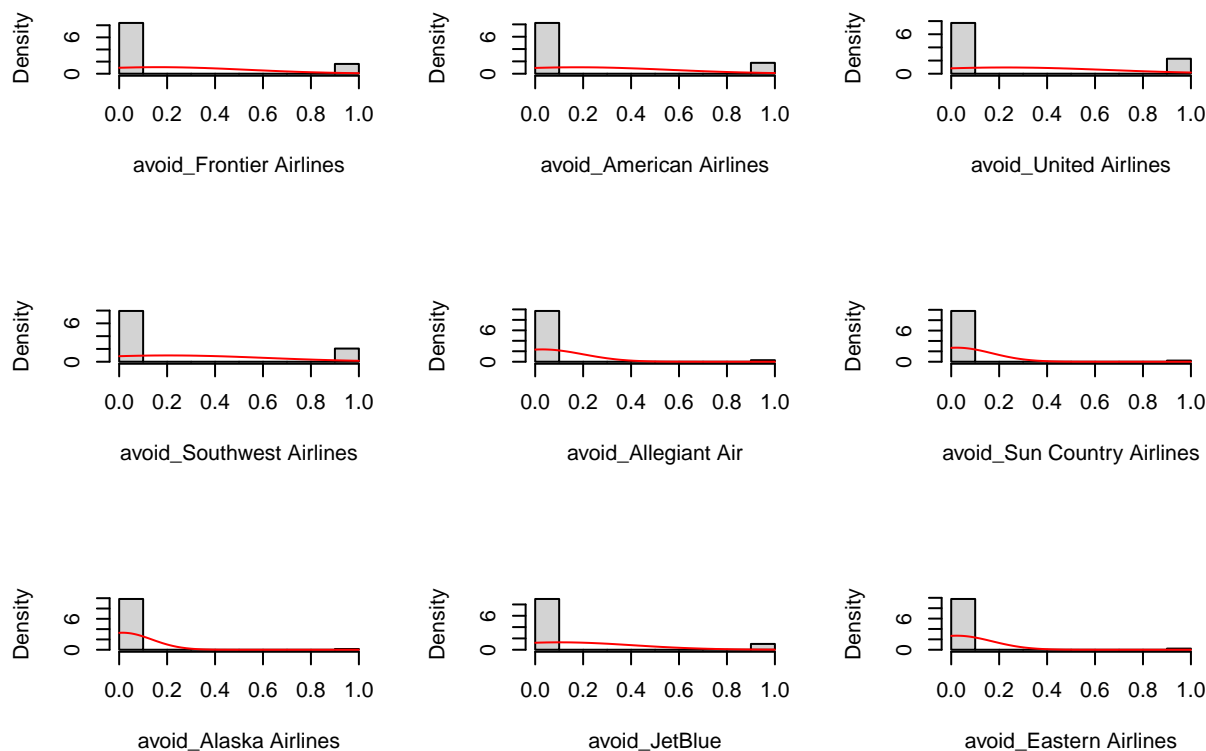 Density
6
0
0.0 0.2 0.4 0.6 0.8 1.0
avoid_Frontier Airlines
Density
6
0
0.0 0.2 0.4 0.6 0.8 1.0
avoid_American Airlines
Density
6
0
0.0 0.2 0.4 0.6 0.8 1.0
avoid_United Airlines
Density
6
0
0.0 0.2 0.4 0.6 0.8 1.0
avoid_Southwest Airlines
Density
6
0
0.0 0.2 0.4 0.6 0.8 1.0
avoid_Allegiant Air
Density
6
0
0.0 0.2 0.4 0.6 0.8 1.0
avoid_Sun Country Airlines
Density
6
0
0.0 0.2 0.4 0.6 0.8 1.0
avoid_Alaska Airlines
Density
6
0
0.0 0.2 0.4 0.6 0.8 1.0
avoid_JetBlue
Density
6
0
0.0 0.2 0.4 0.6 0.8 1.0
avoid_Eastern Airlines